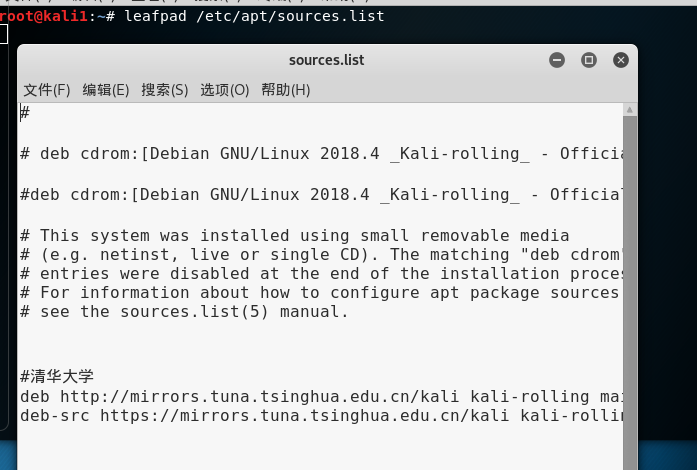 root@kali1:~# leafpad /etc/apt/sources.list
sources.list
文件(F) 编辑(E) 搜索(S) 选项(O) 帮助(H)
#
# deb cdrom:[Debian GNU/Linux 2018.4 _Kali-rolling_ - Officia
#deb cdrom:[Debian GNU/Linux 2018.4 _Kali-rolling_ - Official
# This system was installed using small removable media
# (e.g. netinst, live or single CD). The matching "deb cdrom"
# entries were disabled at the end of the installation proces
# For information about how to configure apt package sources
# see the sources.list(5) manual.
#清华大学
deb http://mirrors.tuna.tsinghua.edu.cn/kali kali-rolling mai
deb-src https://mirrors.tuna.tsinghua.edu.cn/kali kali-rollin